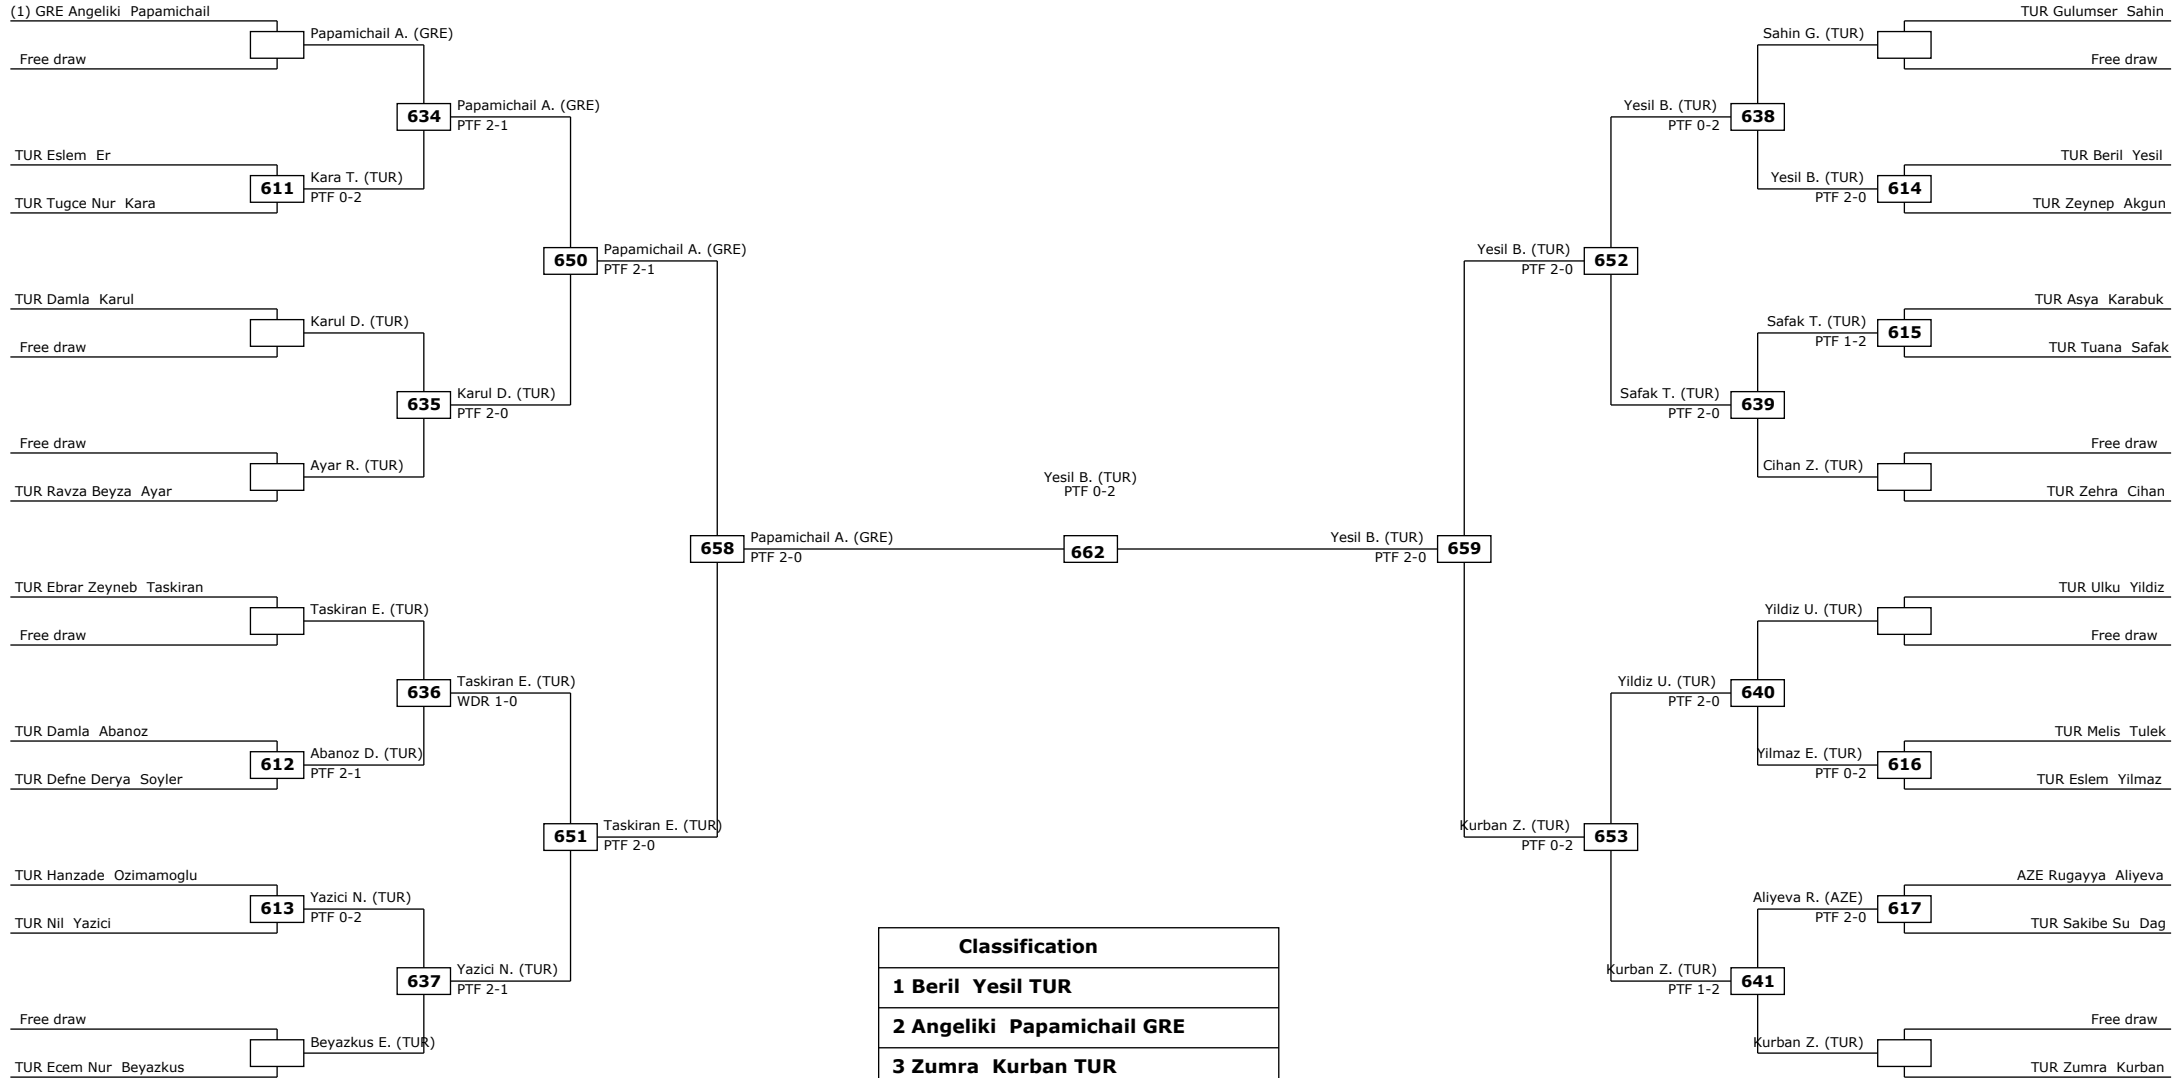 (1) GRE Angeliki Papamichail
Free draw
Papamichail A. (GRE)
634
Papamichail A. (GRE)
PTF 2-1
TUR Eslem Er
TUR Tugce Nur Kara
611
Kara T. (TUR)
PTF 0-2
650
Papamichail A. (GRE)
PTF 2-1
TUR Damla Karul
Free draw
Karul D. (TUR)
635
Karul D. (TUR)
PTF 2-0
Free draw
TUR Ravza Beyza Ayar
Ayar R. (TUR)
658
Papamichail A. (GRE)
PTF 2-0
TUR Ebrar Zeyneb Taskiran
Free draw
Taskiran E. (TUR)
636
Taskiran E. (TUR)
WDR 1-0
TUR Damla Abanoz
TUR Defne Derya Soyler
612
Abanoz D. (TUR)
PTF 2-1
651
Taskiran E. (TUR)
PTF 2-0
TUR Hanzade Ozimamoglu
TUR Nil Yazici
613
Yazici N. (TUR)
PTF 0-2
637
Yazici N. (TUR)
PTF 2-1
Free draw
TUR Ecem Nur Beyazkus
Beyazkus E. (TUR)
Yesil B. (TUR)
PTF 0-2
662
TUR Gulumser Sahin
Free draw
Sahin G. (TUR)
Yesil B. (TUR)
PTF 0-2
638
TUR Beril Yesil
TUR Zeynep Akgun
Yesil B. (TUR)
PTF 2-0
614
Yesil B. (TUR)
PTF 2-0
652
TUR Asya Karabuk
TUR Tuana Safak
Safak T. (TUR)
PTF 1-2
615
Safak T. (TUR)
PTF 2-0
639
Free draw
TUR Zehra Cihan
Cihan Z. (TUR)
Yesil B. (TUR)
PTF 2-0
659
TUR Ulku Yildiz
Free draw
Yildiz U. (TUR)
Yildiz U. (TUR)
PTF 2-0
640
TUR Melis Tulek
TUR Eslem Yilmaz
Yilmaz E. (TUR)
PTF 0-2
616
Kurban Z. (TUR)
PTF 0-2
653
AZE Rugayya Aliyeva
TUR Sakibe Su Dag
Aliyeva R. (AZE)
PTF 2-0
617
Kurban Z. (TUR)
PTF 1-2
641
Free draw
TUR Zumra Kurban
Kurban Z. (TUR)
Classification
1 Beril Yesil TUR
2 Angeliki Papamichail GRE
3 Zumra Kurban TUR